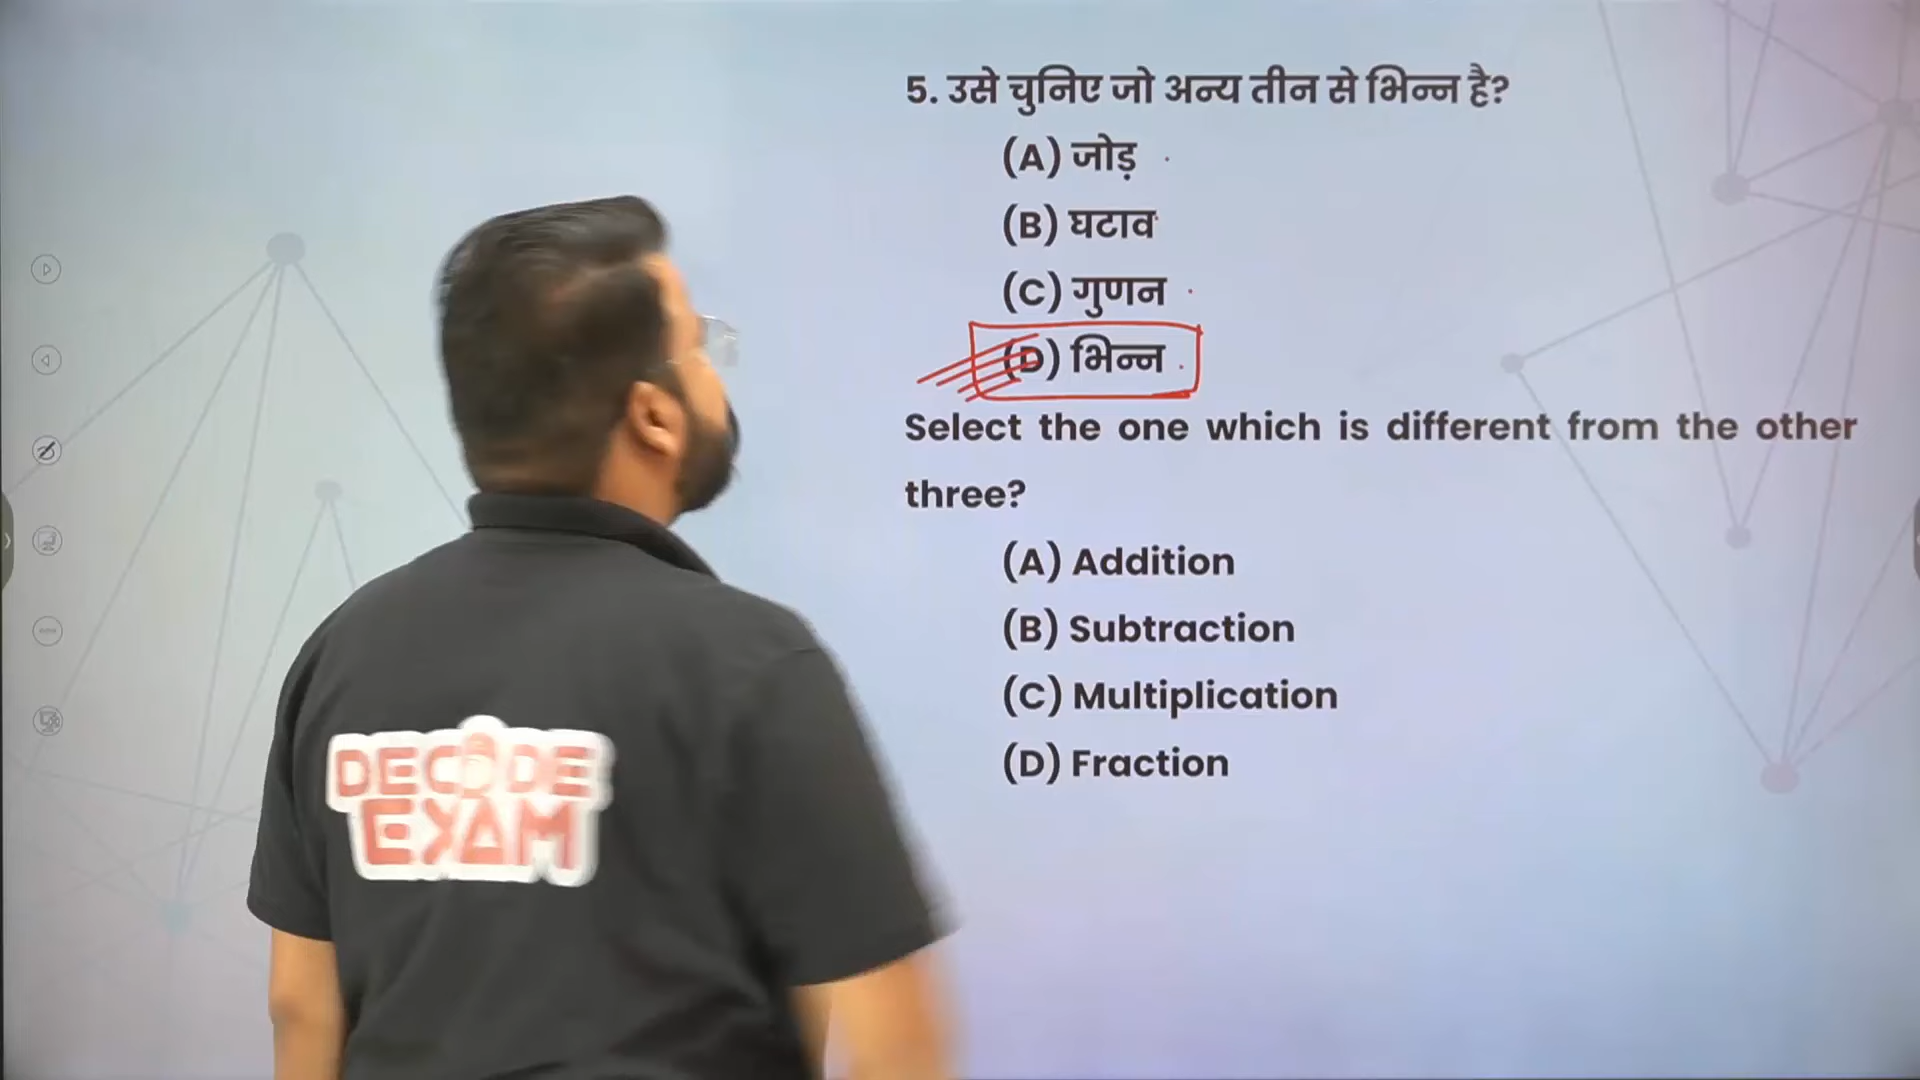 5. उसे चुनिए जो अन्य तीन से भिन्न है?
(A) जोड़
(B) घटाव
(C) गुणन
(D) भिन्न
Select the one which is different from the other
three?
(A) Addition
(B) Subtraction
(C) Multiplication
(D) Fraction
DECODE
EXAM